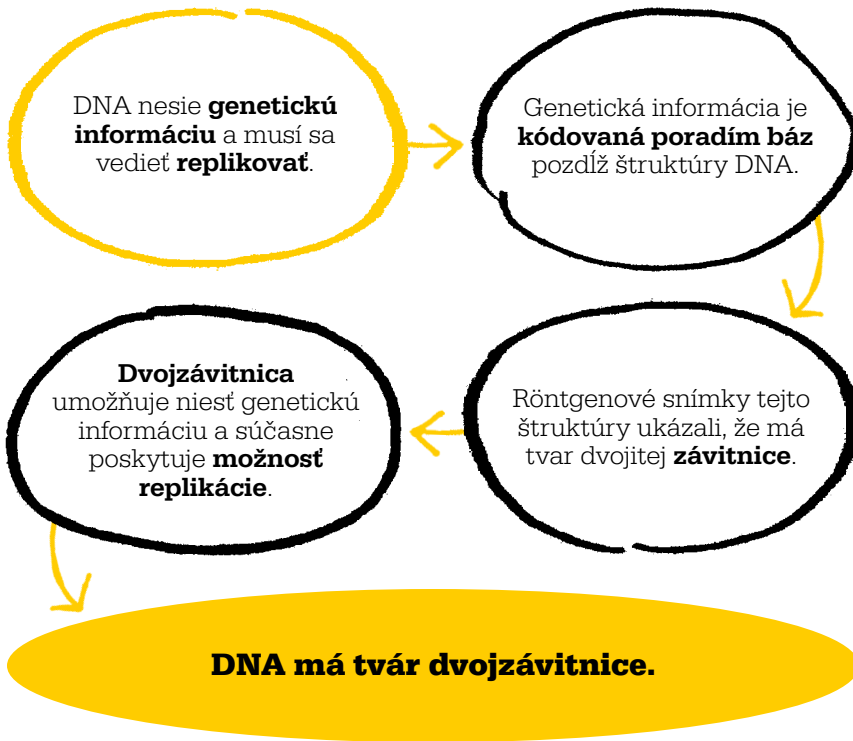 DNA nesie genetickú
informáciu a musí sa
vedieť replikovať.
Genetická informácia je
kódovaná poradím báz
pozdĺž štruktúry DNA.
Röntgenové snímky tejto
štruktúry ukázali, že má
tvar dvojitej závitnice.
Dvojzávitnica
umožňuje niesť genetickú
informáciu a súčasne
poskytuje možnosť
replikácie.
DNA má tvár dvojzávitnice.